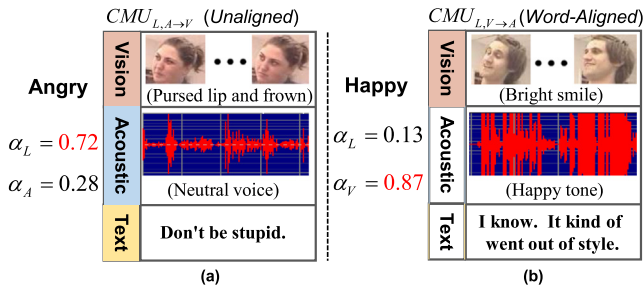 CMU_{L,A→V} (Unaligned)
Angry
α_L = 0.72
α_A = 0.28
Vision
(Pursed lip and frown)
Acoustic
(Neutral voice)
Text
Don't be stupid.
(a)
CMU_{L,V→A} (Word-Aligned)
Happy
α_L = 0.13
α_V = 0.87
Vision
(Bright smile)
Acoustic
(Happy tone)
Text
I know. It kind of
went out of style.
(b)